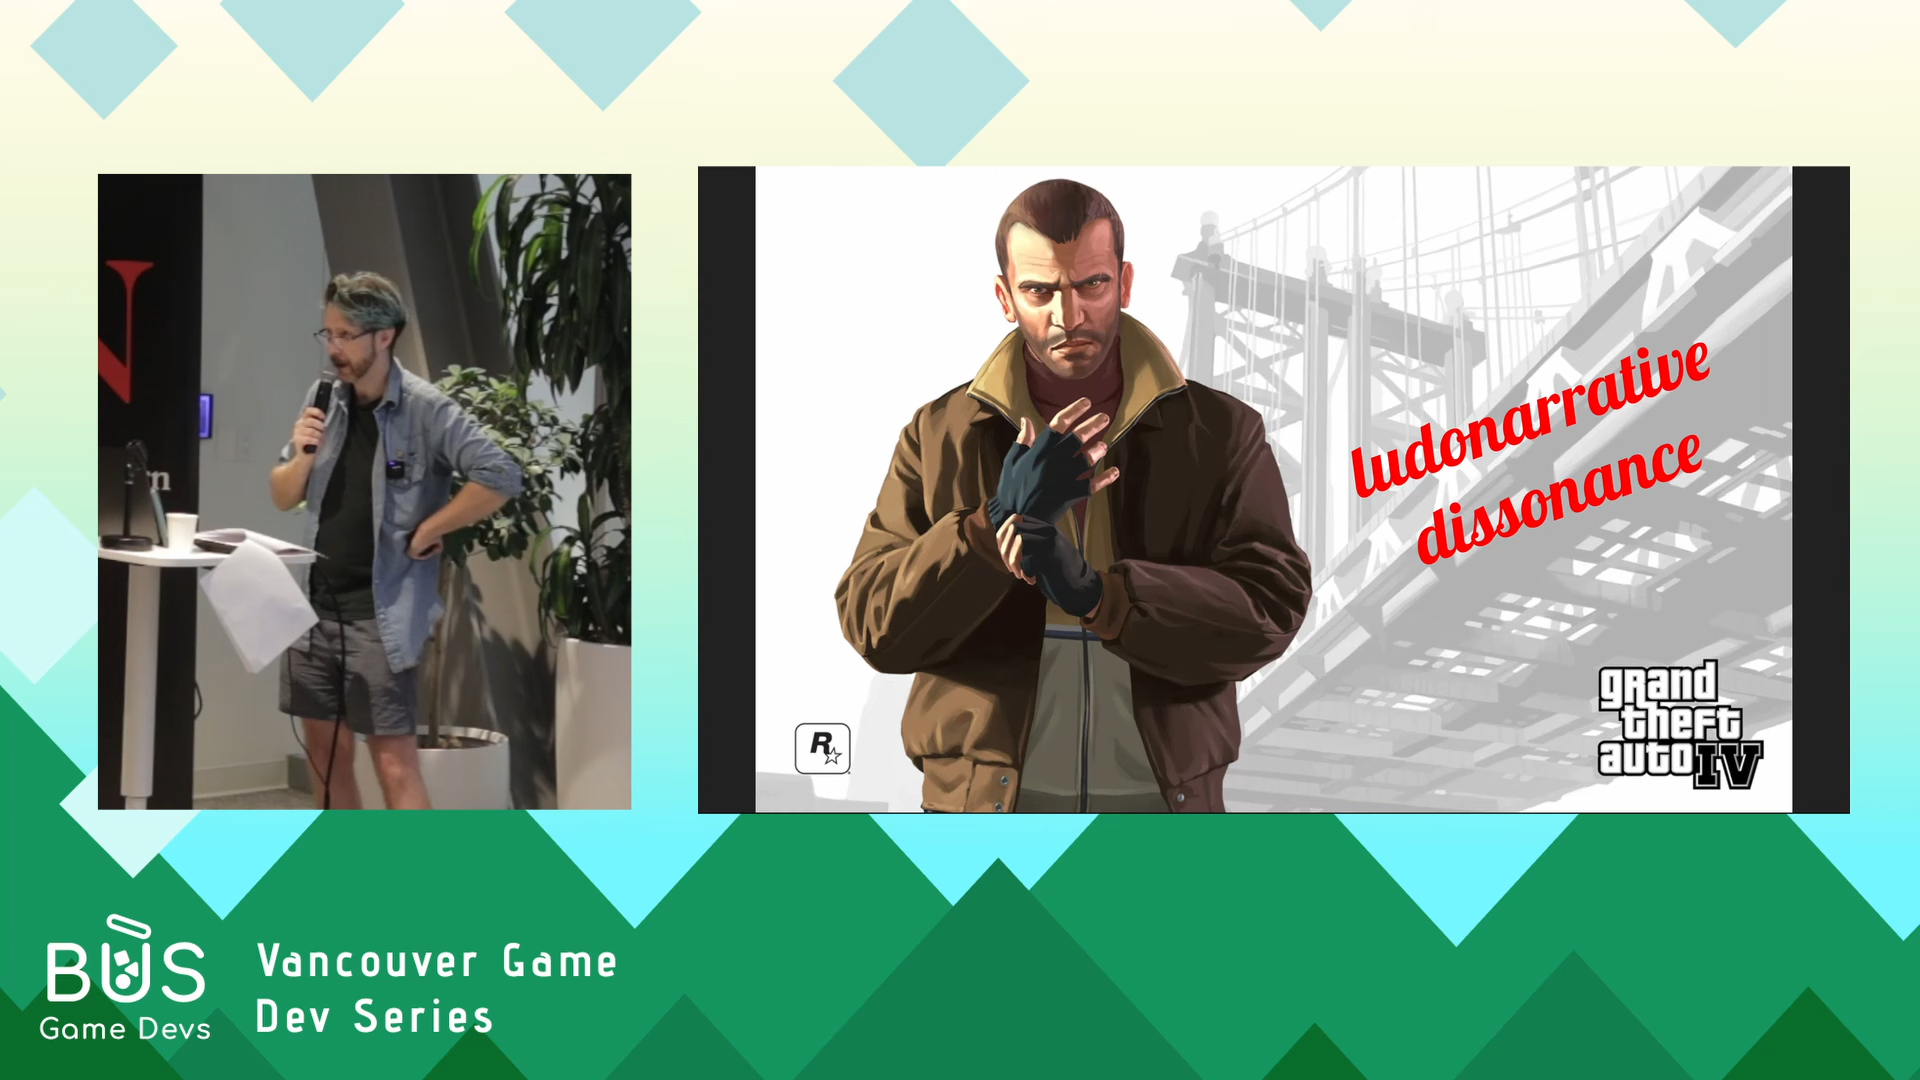 N
m
ludonarrative
dissonance
R
grand
theft
auto IV
BUS
Game Devs
Vancouver Game
Dev Series